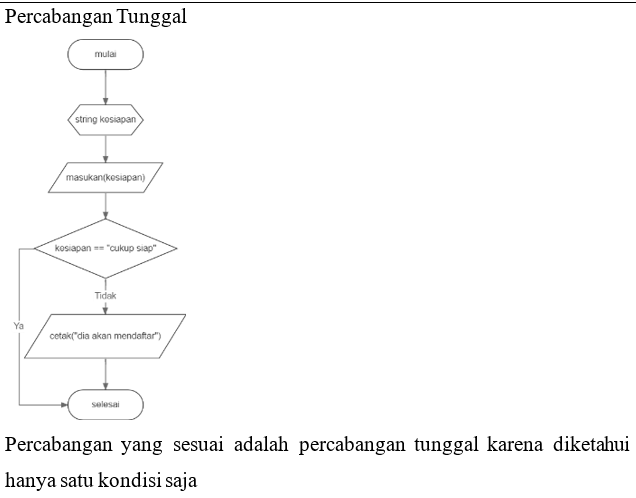 Percabangan Tunggal
mulai
string kesiapan
masukan(kesiapan)
kesiapan == "cukup siap"
Tidak
Ya
cetak("dia akan mendaftar")
selesai
Percabangan yang sesuai adalah percabangan tunggal karena diketahui
hanya satu kondisi saja